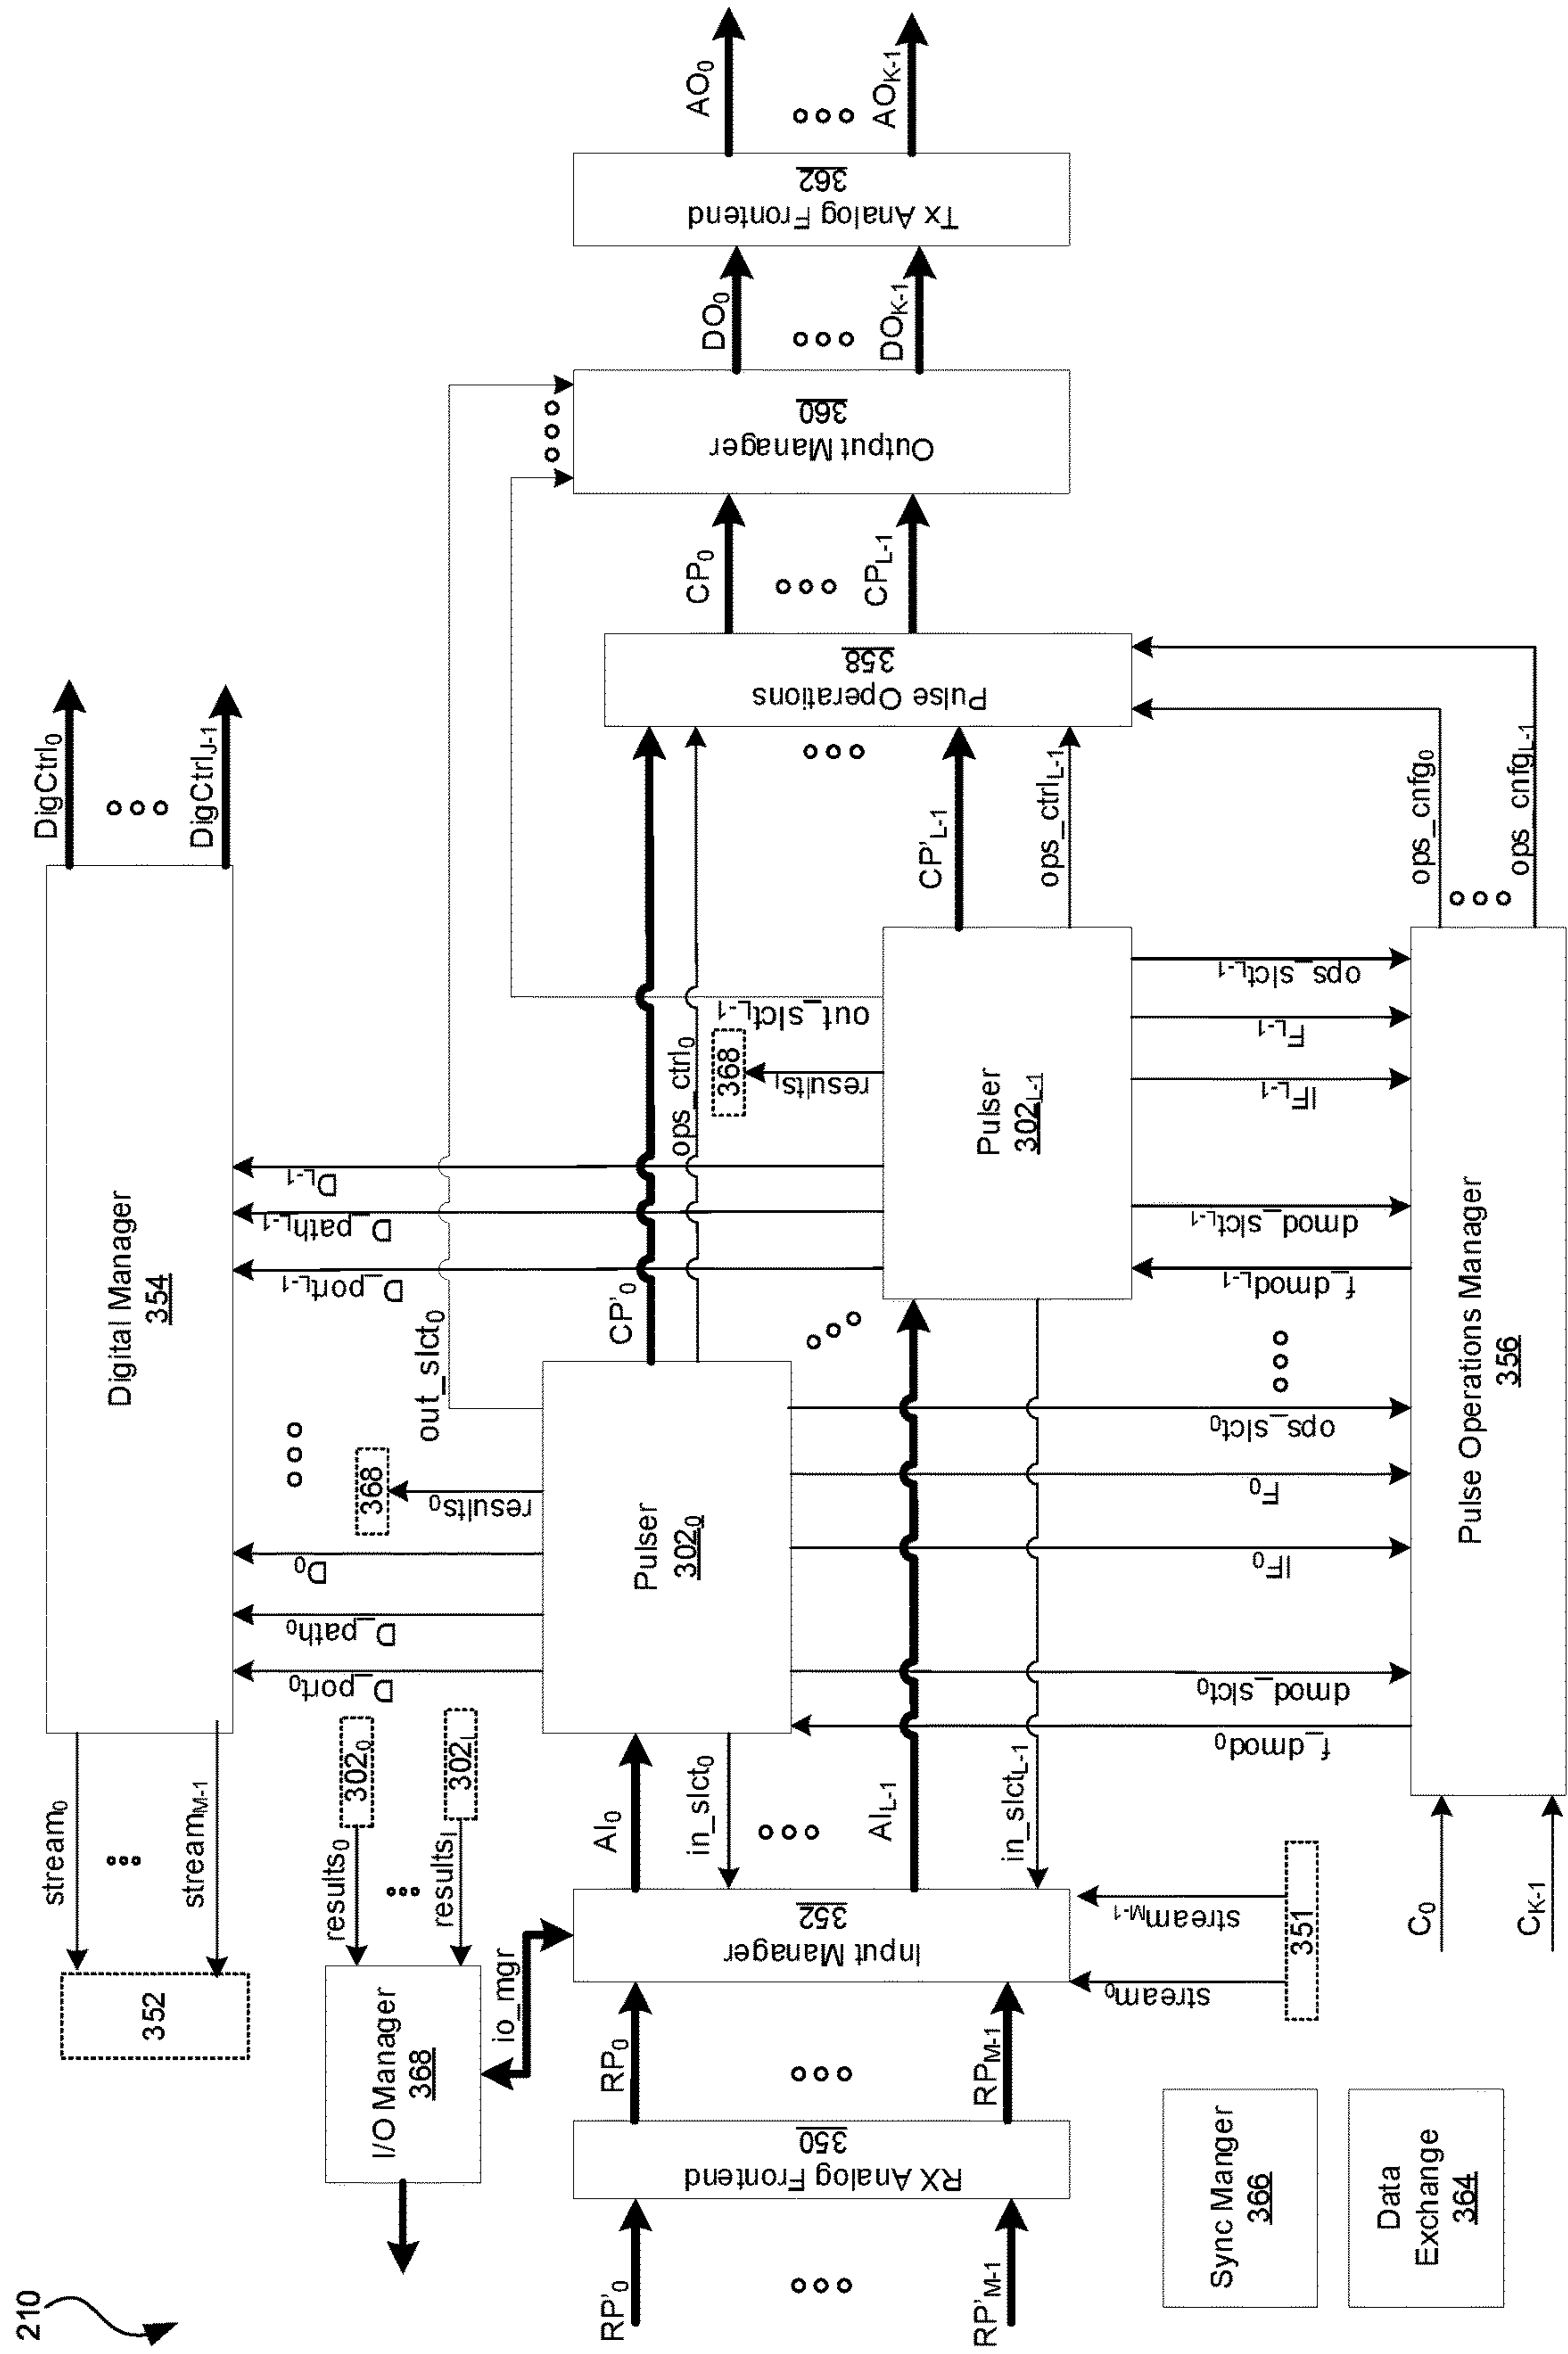 210
DigCtrl0
DigCtrlJ-1
Digital Manager
354
stream0
streamM-1
352
D_port0
D_path0
D0
D_portL-1
D_pathL-1
DL-1
3020
302L
results0
resultsl
I/O Manager
368
io_mgr
368
results0
out_slct0
368
resultsl
out_slctL-1
RP'0
RP'M-1
RX Analog Frontend
350
RP0
RPM-1
Input Manager
352
AI0
in_slct0
AIL-1
in_slctL-1
stream0
streamM-1
351
Pulser
3020
CP'0
ops_ctrl0
Pulser
302L-1
CP'L-1
ops_ctrlL-1
Pulse Operations
358
CP0
CPL-1
Output Manager
360
DO0
DOK-1
Tx Analog Frontend
362
AO0
AOK-1
f_dmod0
dmod_slct0
IF0
F0
ops_slct0
f_dmodL-1
dmod_slctL-1
IFL-1
FL-1
ops_slctL-1
Pulse Operations Manager
356
C0
CK-1
ops_cnfg0
ops_cnfgL-1
Sync Manger
366
Data
Exchange
364